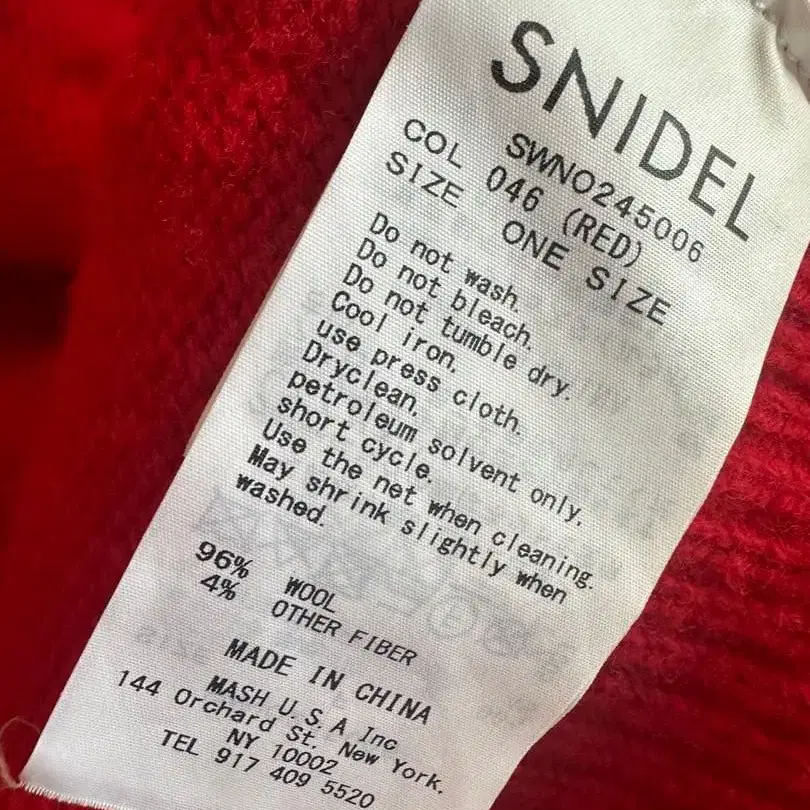 SNIDEL
SWNO245006
COL 046 (RED)
SIZE ONE SIZE
Do not wash.
Do not bleach.
Do not tumble dry.
Cool iron.
use press cloth.
Dryclean.
petroleum solvent only.
short cycle.
Use the net when cleaning.
May shrink slightly when
washed.
96% WOOL
4% OTHER FIBER
MADE IN CHINA
MASH U.S.A Inc
144 Orchard St. New York.
NY 10002
TEL 917 409 5520